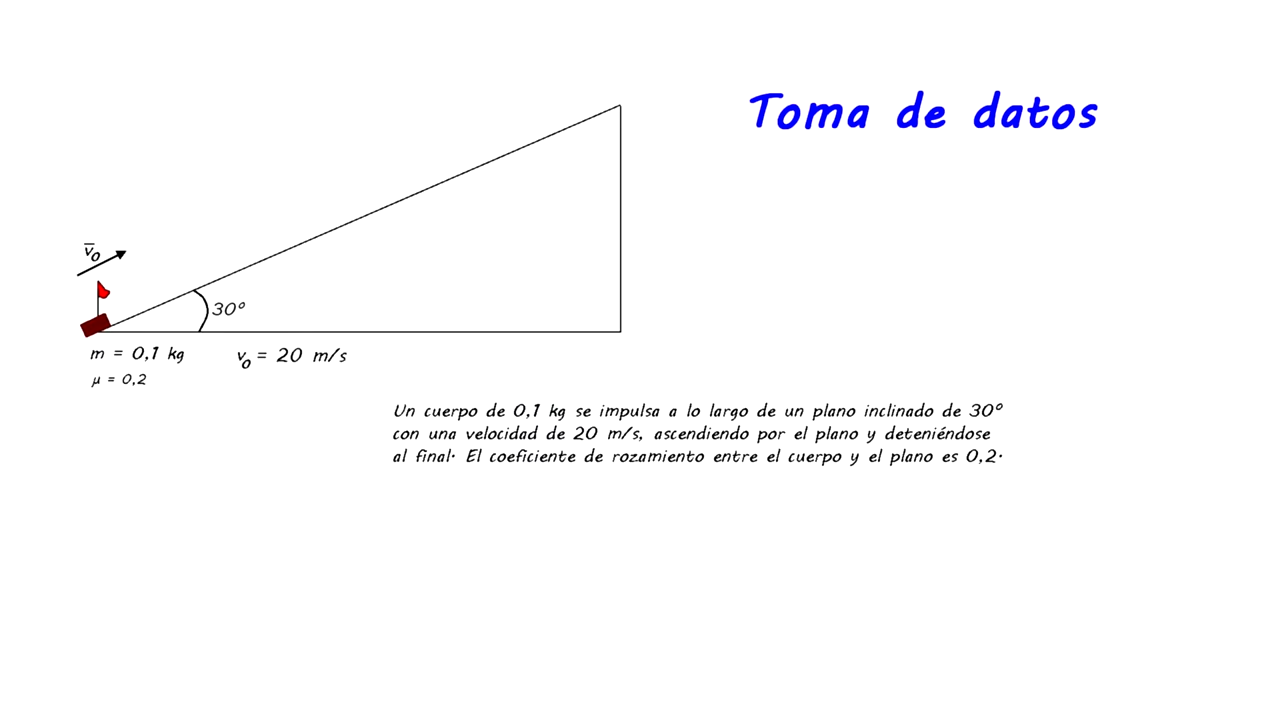 Toma de datos
v̅₀
30º
m = 0,1 kg
v₀ = 20 m/s
μ = 0,2
Un cuerpo de 0,1 kg se impulsa a lo largo de un plano inclinado de 30º
con una velocidad de 20 m/s, ascendiendo por el plano y deteniéndose
al final. El coeficiente de rozamiento entre el cuerpo y el plano es 0,2.